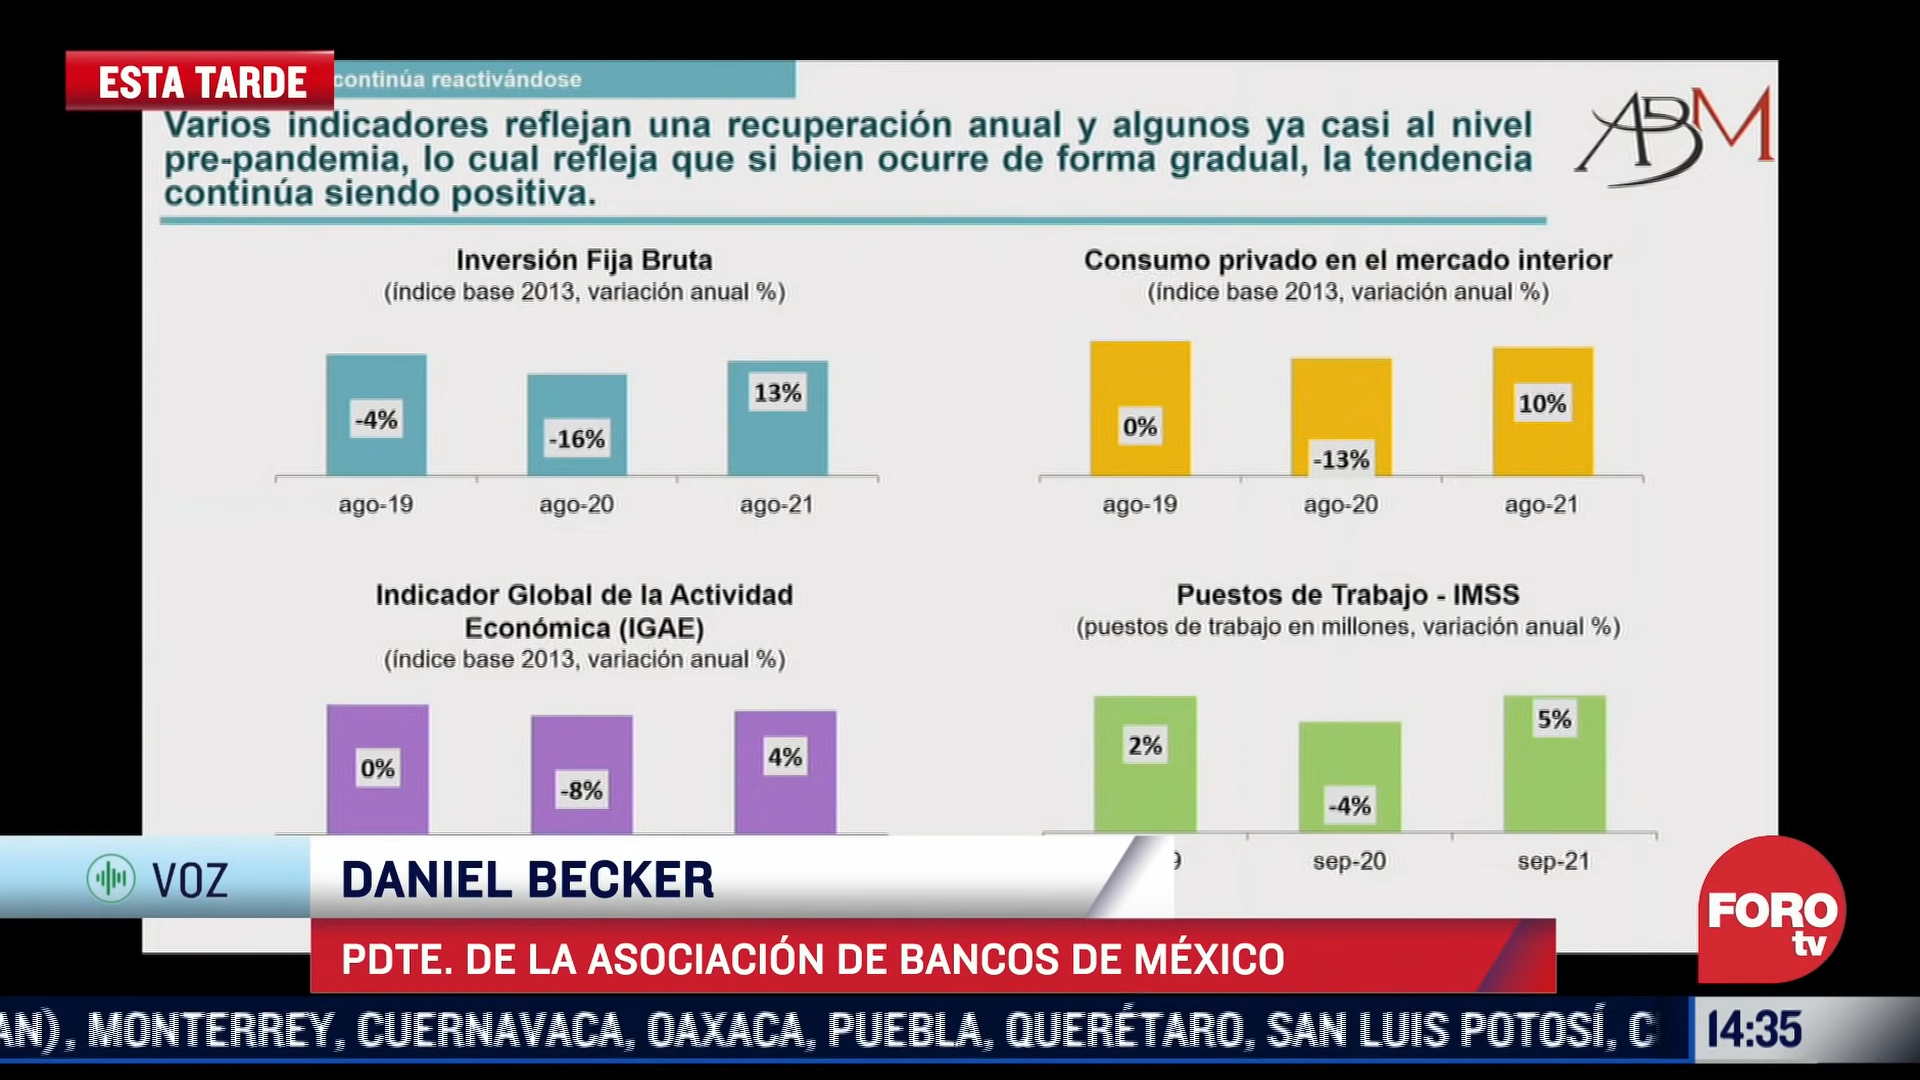 ESTA TARDE
continúa reactivándose
ABM
Varios indicadores reflejan una recuperación anual y algunos ya casi al nivel
pre-pandemia, lo cual refleja que si bien ocurre de forma gradual, la tendencia
continúa siendo positiva.
Inversión Fija Bruta
(índice base 2013, variación anual %)
-4%
-16%
13%
ago-19
ago-20
ago-21
Consumo privado en el mercado interior
(índice base 2013, variación anual %)
0%
-13%
10%
ago-19
ago-20
ago-21
Indicador Global de la Actividad
Económica (IGAE)
(índice base 2013, variación anual %)
0%
-8%
4%
Puestos de Trabajo - IMSS
(puestos de trabajo en millones, variación anual %)
2%
-4%
5%
9
sep-20
sep-21
VOZ
DANIEL BECKER
PDTE. DE LA ASOCIACIÓN DE BANCOS DE MÉXICO
FORO
tv
AN), MONTERREY, CUERNAVACA, OAXACA, PUEBLA, QUERÉTARO, SAN LUIS POTOSÍ, C
14:35